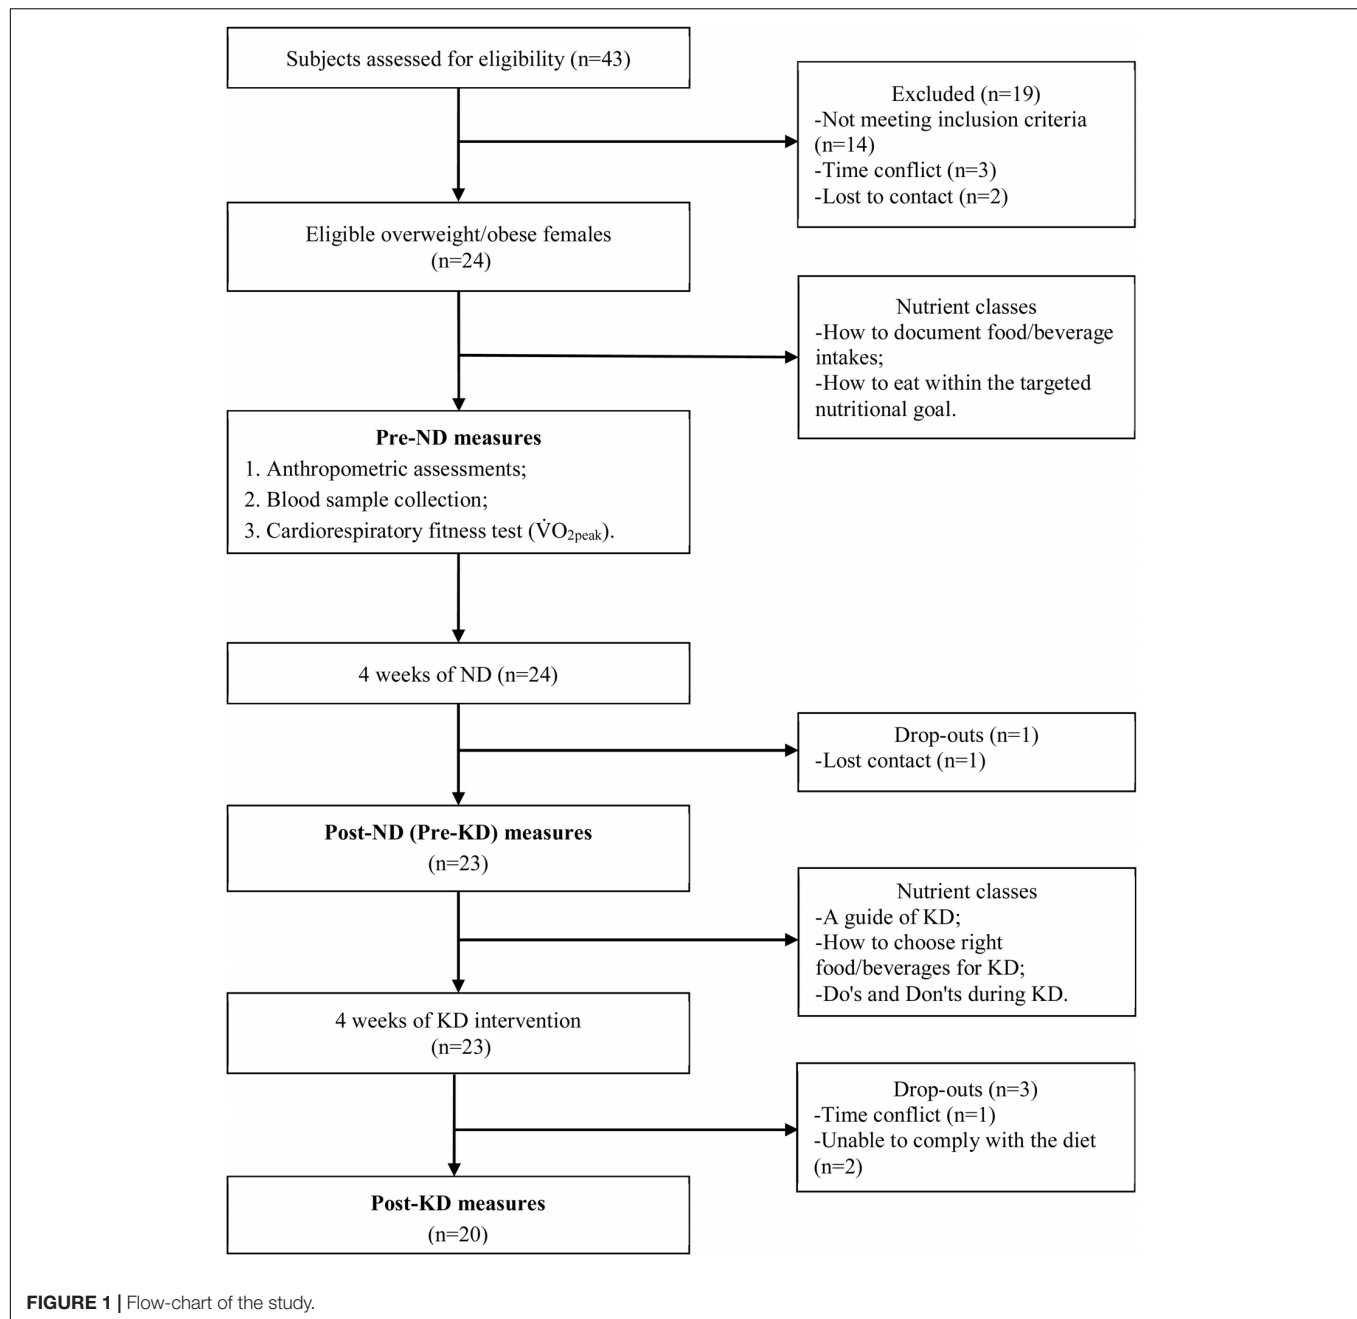 Subjects assessed for eligibility (n=43)
Excluded (n=19)
-Not meeting inclusion criteria
(n=14)
-Time conflict (n=3)
-Lost to contact (n=2)
Eligible overweight/obese females
(n=24)
Nutrient classes
-How to document food/beverage
intakes;
-How to eat within the targeted
nutritional goal.
Pre-ND measures
1. Anthropometric assessments;
2. Blood sample collection;
3. Cardiorespiratory fitness test (V̇O2peak).
4 weeks of ND (n=24)
Drop-outs (n=1)
-Lost contact (n=1)
Post-ND (Pre-KD) measures
(n=23)
Nutrient classes
-A guide of KD;
-How to choose right
food/beverages for KD;
-Do's and Don'ts during KD.
4 weeks of KD intervention
(n=23)
Drop-outs (n=3)
-Time conflict (n=1)
-Unable to comply with the diet
(n=2)
Post-KD measures
(n=20)
FIGURE 1 | Flow-chart of the study.